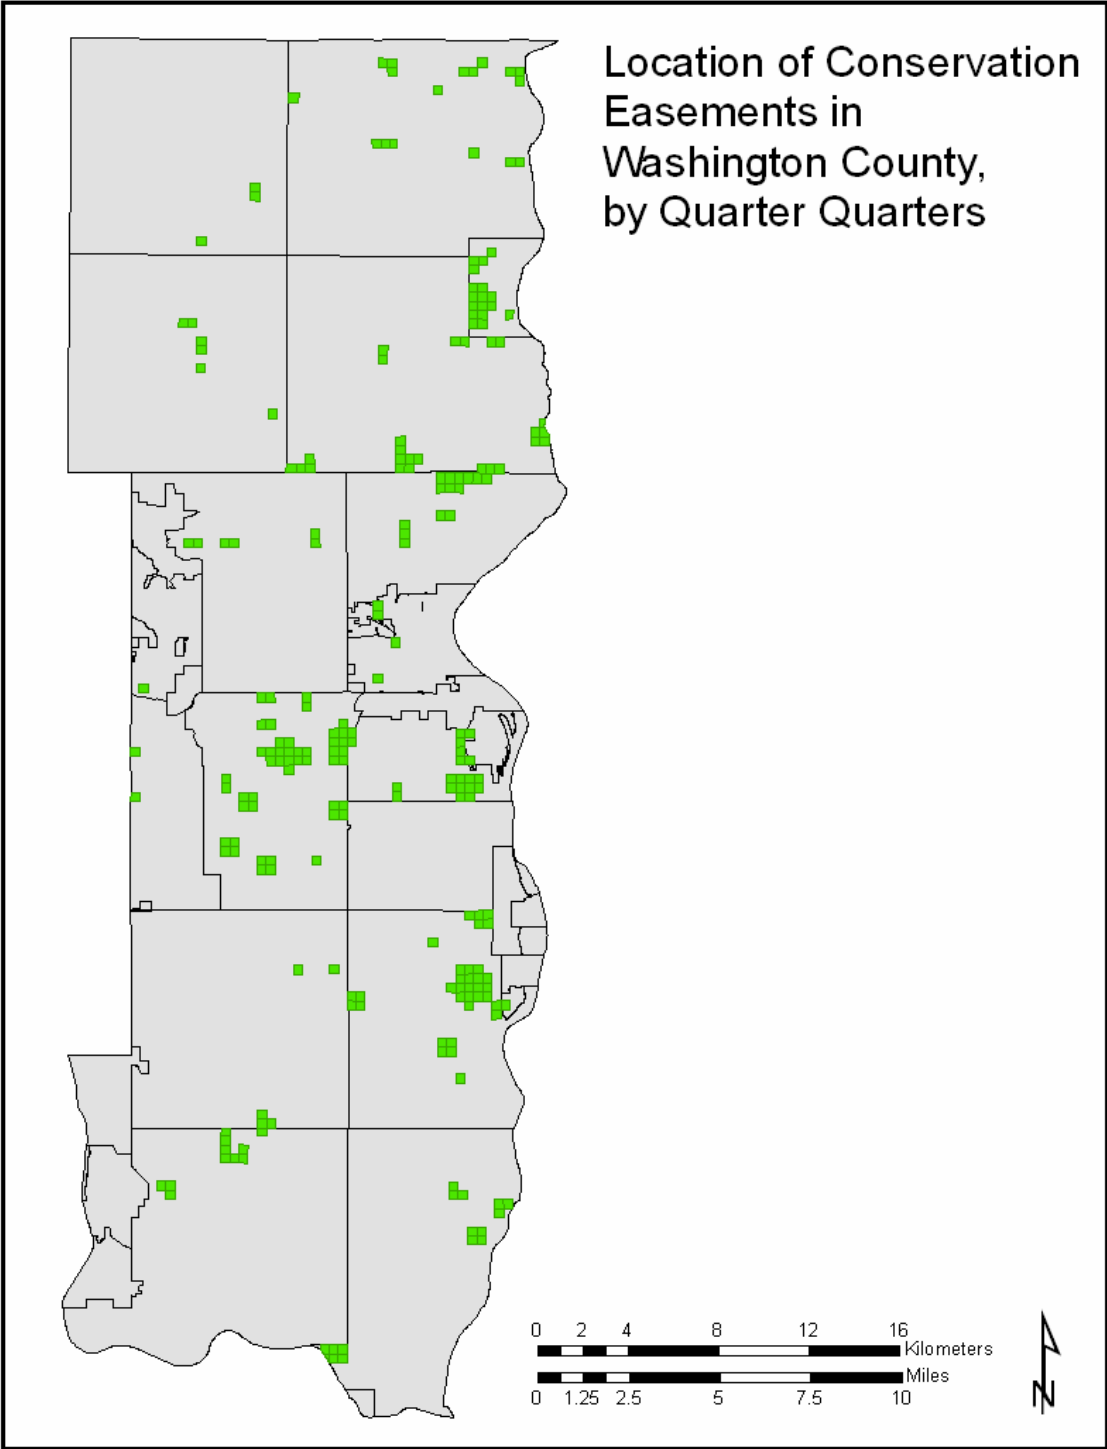 Location of Conservation
Easements in
Washington County,
by Quarter Quarters
0 2 4 8 12 16
Kilometers
Miles
0 1.25 2.5 5 7.5 10
N